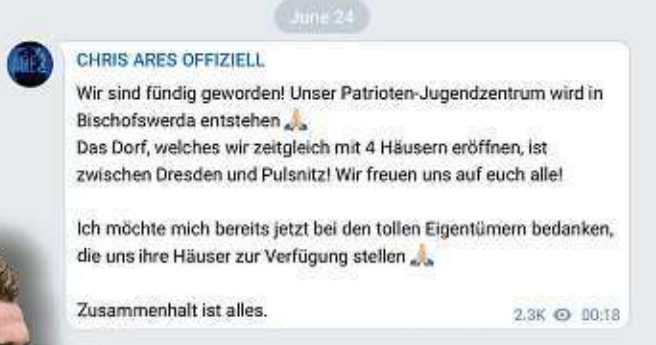 June 24
CHRIS ARES OFFIZIELL
Wir sind fündig geworden! Unser Patrioten-Jugendzentrum wird in
Bischofswerda entstehen 🙏🏼
Das Dorf, welches wir zeitgleich mit 4 Häusern eröffnen, ist
zwischen Dresden und Pulsnitz! Wir freuen uns auf euch alle!
Ich möchte mich bereits jetzt bei den tollen Eigentümern bedanken,
die uns ihre Häuser zur Verfügung stellen 🙏🏼
Zusammenhalt ist alles.
2.3K 00:18